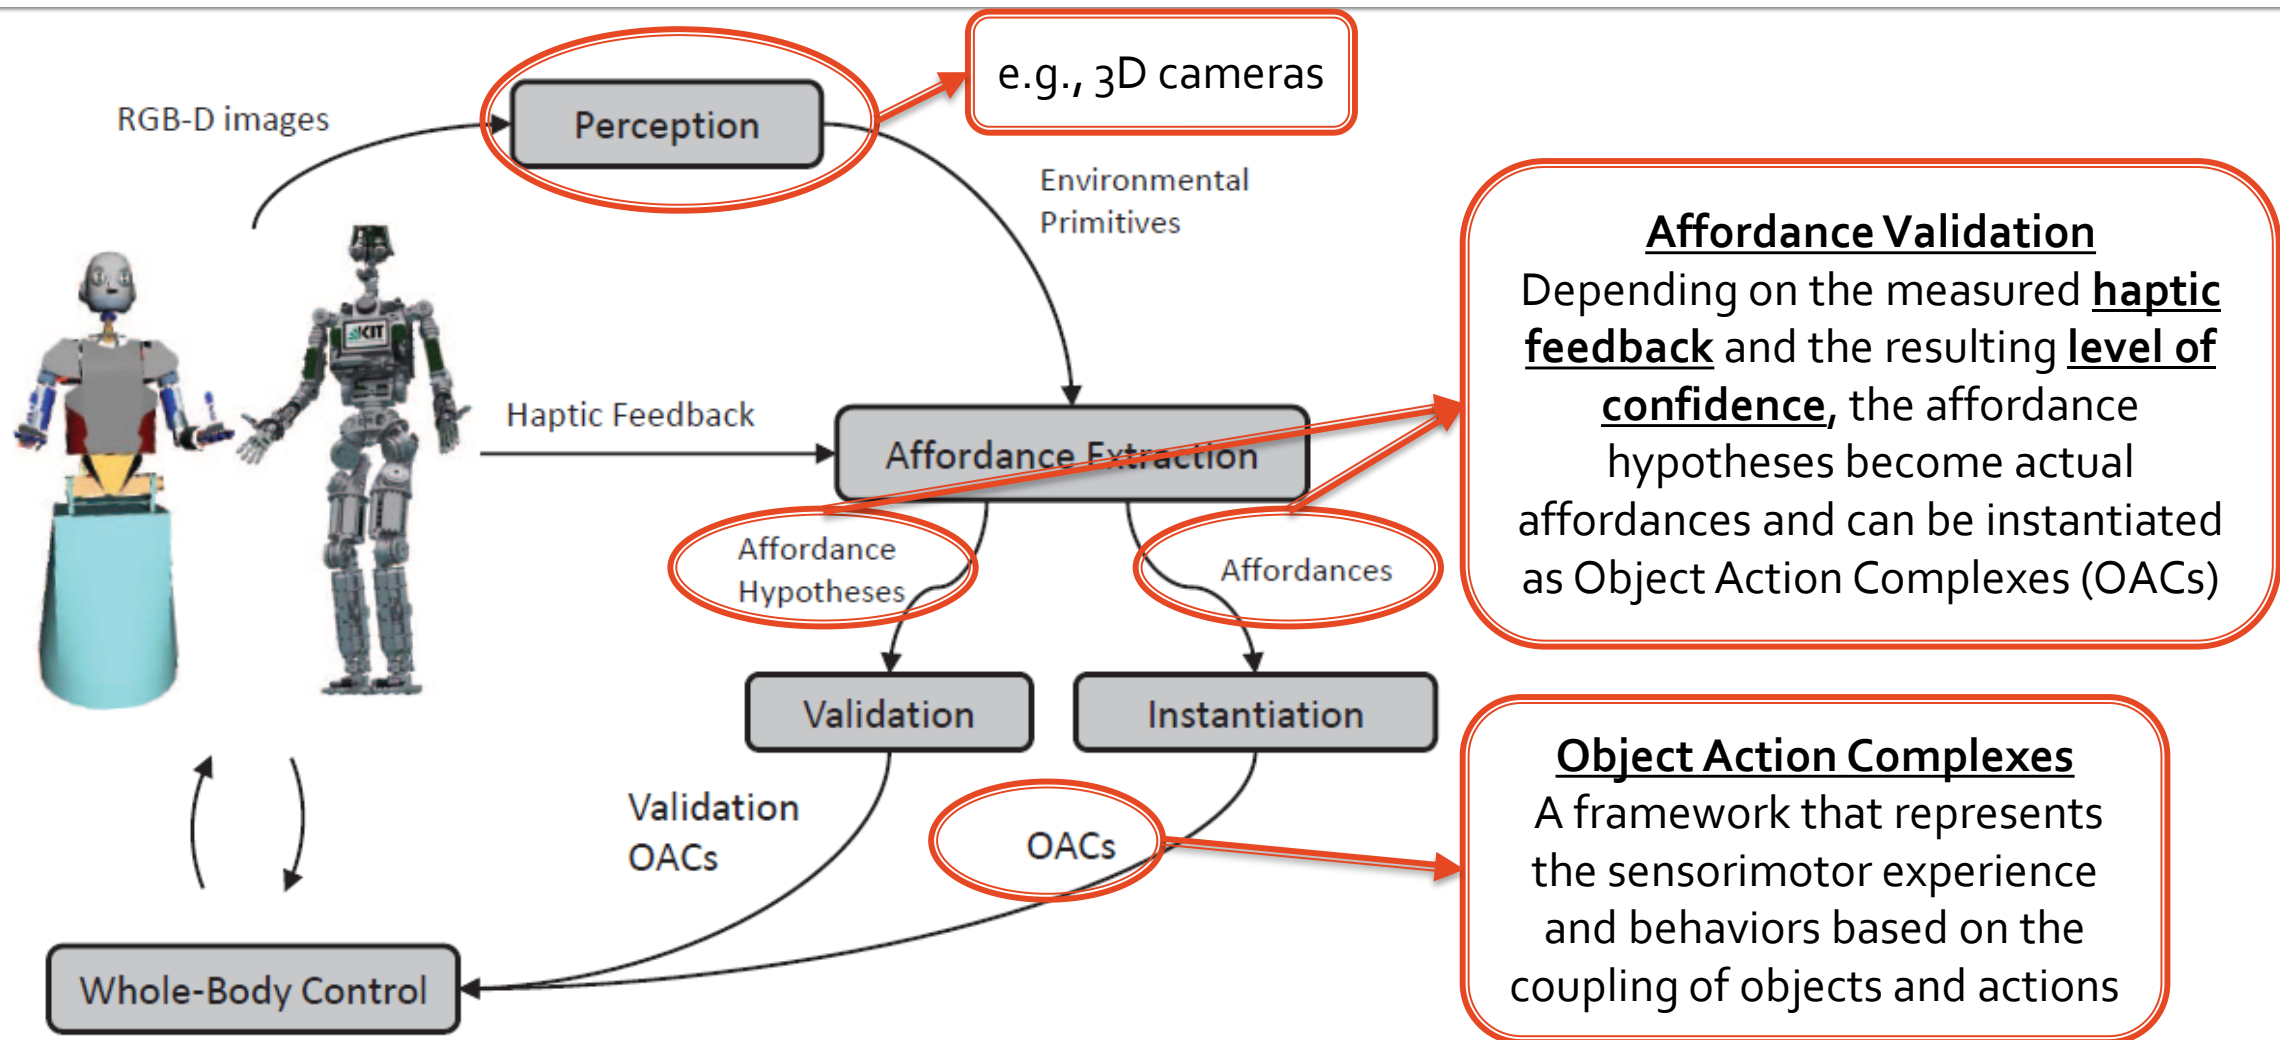 e.g., 3D cameras
RGB-D images
Perception
Environmental
Primitives
Affordance Validation
Depending on the measured haptic
feedback and the resulting level of
confidence, the affordance
hypotheses become actual
affordances and can be instantiated
as Object Action Complexes (OACs)
KIT
Haptic Feedback
Affordance Extraction
Affordance
Hypotheses
Affordances
Validation
Instantiation
Validation
OACs
OACs
Object Action Complexes
A framework that represents
the sensorimotor experience
and behaviors based on the
coupling of objects and actions
Whole-Body Control